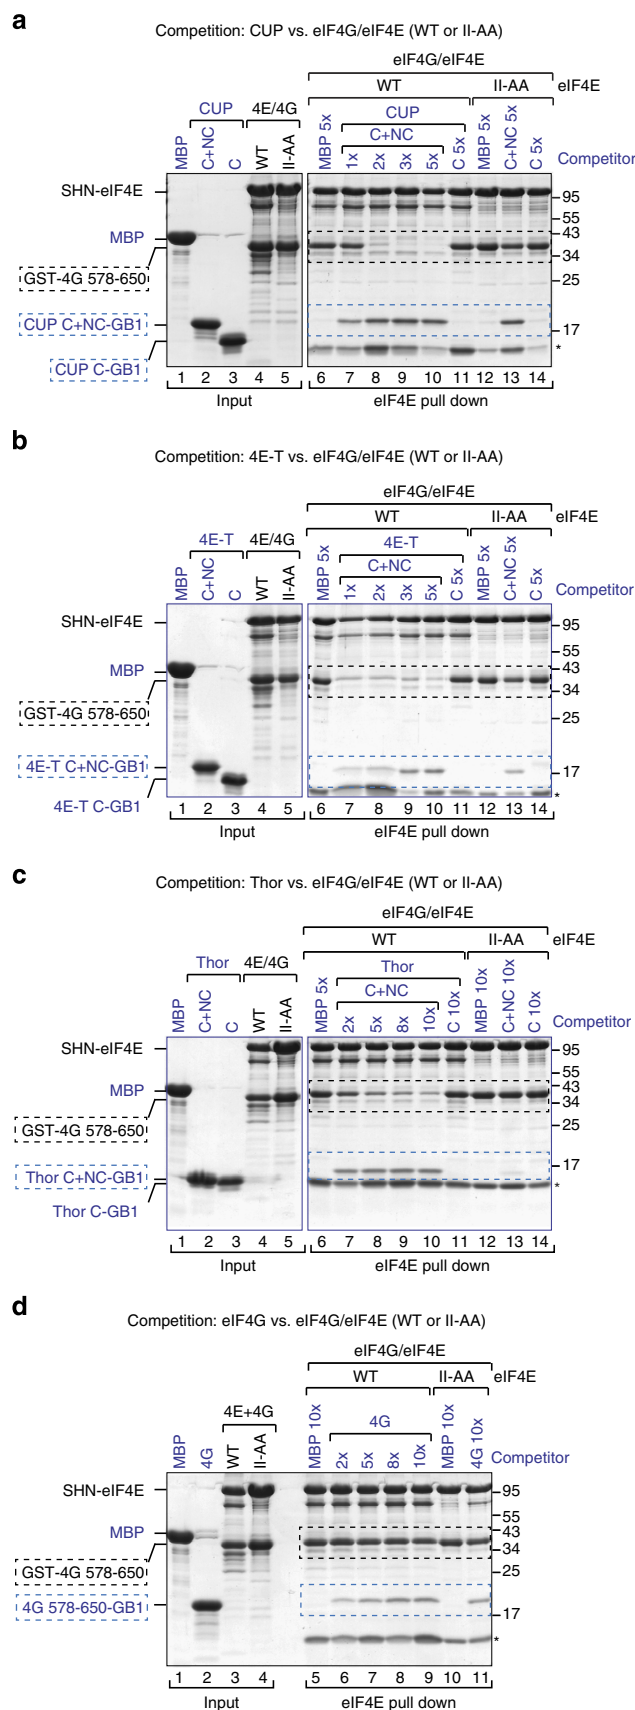 a
Competition: CUP vs. eIF4G/eIF4E (WT or II-AA)
eIF4G/eIF4E
WT II-AA eIF4E
CUP 4E/4G CUP
C+NC
MBP C+NC C WT II-AA MBP 5x 1x 2x 3x 5x C 5x MBP 5x C+NC 5x C 5x Competitor
SHN-eIF4E
95
55
MBP
43
34
GST-4G 578-650
25
CUP C+NC-GB1
17
*
CUP C-GB1
1 2 3 4 5 6 7 8 9 10 11 12 13 14
Input eIF4E pull down
b
Competition: 4E-T vs. eIF4G/eIF4E (WT or II-AA)
eIF4G/eIF4E
WT II-AA eIF4E
4E-T 4E/4G 4E-T
C+NC
MBP C+NC C WT II-AA MBP 5x 1x 2x 3x 5x C 5x MBP 5x C+NC 5x C 5x Competitor
SHN-eIF4E
95
55
MBP
43
34
GST-4G 578-650
25
4E-T C+NC-GB1
17
*
4E-T C-GB1
1 2 3 4 5 6 7 8 9 10 11 12 13 14
Input eIF4E pull down
c
Competition: Thor vs. eIF4G/eIF4E (WT or II-AA)
eIF4G/eIF4E
WT II-AA eIF4E
Thor 4E/4G Thor
C+NC
MBP C+NC C WT II-AA MBP 5x 2x 5x 8x 10x C 10x MBP 10x C+NC 10x C 10x Competitor
SHN-eIF4E
95
55
MBP
43
34
GST-4G 578-650
25
17
Thor C+NC-GB1
*
Thor C-GB1
1 2 3 4 5 6 7 8 9 10 11 12 13 14
Input eIF4E pull down
d
Competition: eIF4G vs. eIF4G/eIF4E (WT or II-AA)
eIF4G/eIF4E
WT II-AA eIF4E
4E+4G 4G
MBP 4G WT II-AA MBP 10x 2x 5x 8x 10x MBP 10x 4G 10x Competitor
SHN-eIF4E
95
55
MBP
43
34
GST-4G 578-650
25
4G 578-650-GB1
17
*
1 2 3 4 5 6 7 8 9 10 11
Input eIF4E pull down